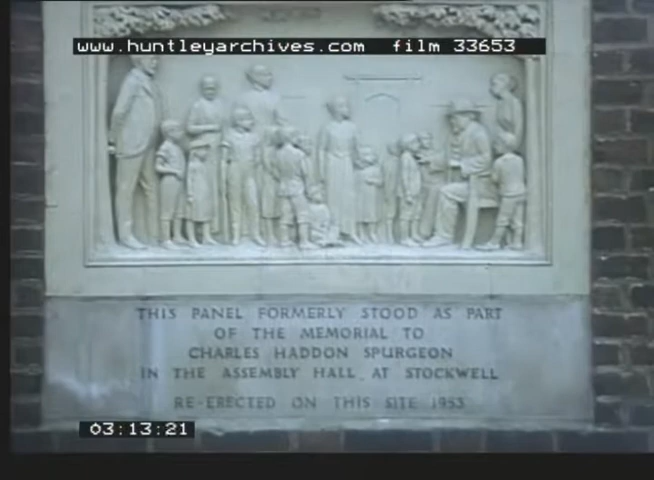 www.huntleyarchives.com film 33653
THIS PANEL FORMERLY STOOD AS PART
OF THE MEMORIAL TO
CHARLES HADDON SPURGEON
IN THE ASSEMBLY HALL, AT STOCKWELL
RE-ERECTED ON THIS SITE 1953
03:13:21